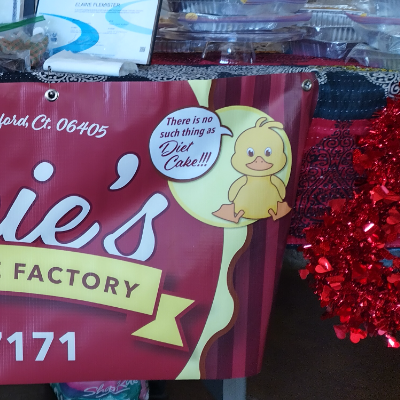 ford, Ct. 06405
There is no
such thing as
Diet
Cake!!!
ie's
FACTORY
7171